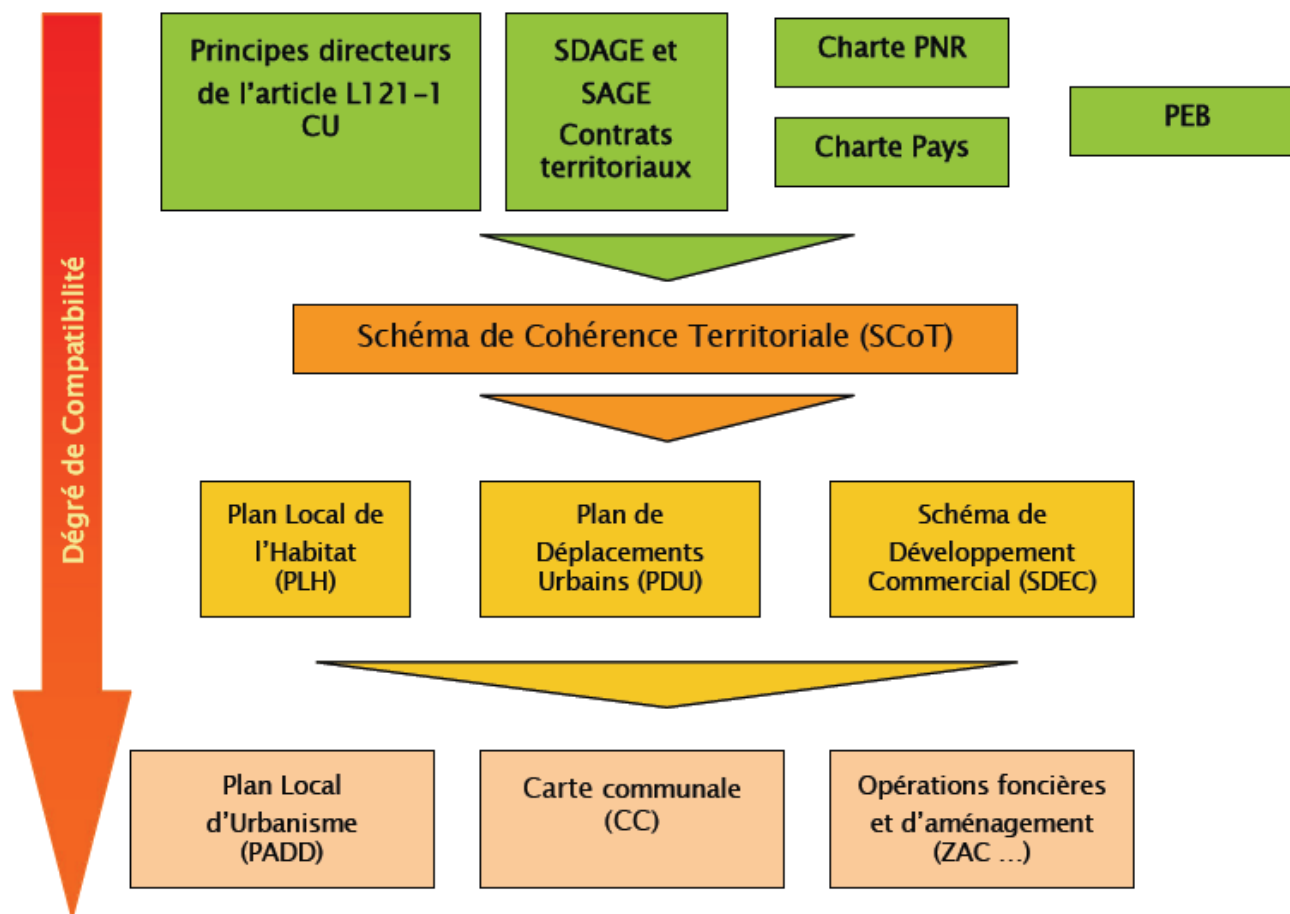 Principes directeurs
de l'article L121-1
CU
SDAGE et
SAGE
Contrats
territoriaux
Charte PNR
Charte Pays
PEB
Dégré de Compatibilité
Schéma de Cohérence Territoriale (SCoT)
Plan Local de
l'Habitat
(PLH)
Plan de
Déplacements
Urbains (PDU)
Schéma de
Développement
Commercial (SDEC)
Plan Local
d'Urbanisme
(PADD)
Carte communale
(CC)
Opérations foncières
et d'aménagement
(ZAC ...)